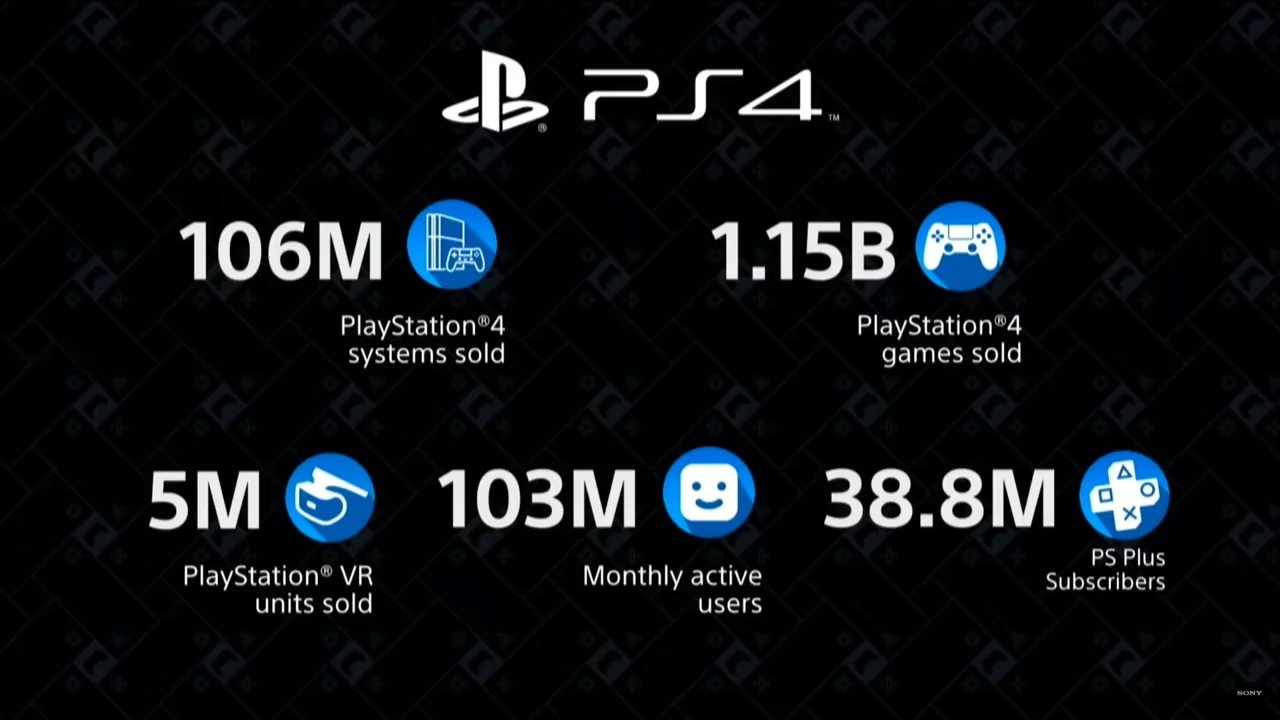 PS4™
106M
PlayStation®4
systems sold
1.15B
PlayStation®4
games sold
5M
PlayStation® VR
units sold
103M
Monthly active
users
38.8M
PS Plus
Subscribers
SONY